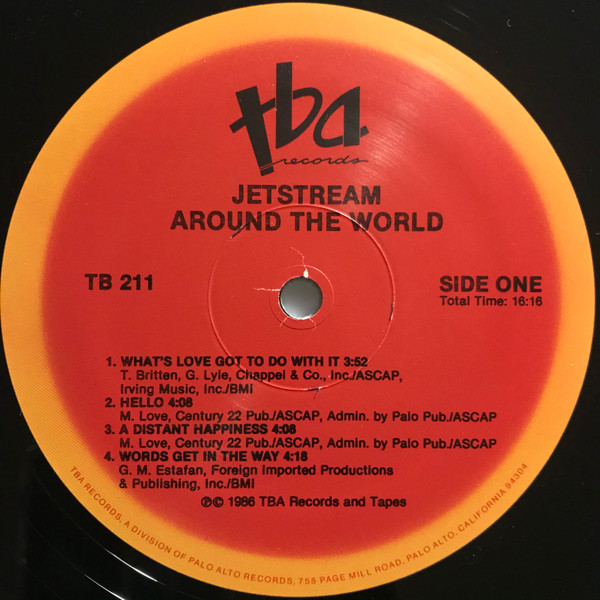 tba
records
JETSTREAM
AROUND THE WORLD
TB 211
SIDE ONE
Total Time: 16:16
1. WHAT'S LOVE GOT TO DO WITH IT 3:52
T. Britten, G. Lyle, Chappel & Co., Inc./ASCAP,
Irving Music, Inc./BMI
2. HELLO 4:08
M. Love, Century 22 Pub./ASCAP, Admin. by Palo Pub./ASCAP
3. A DISTANT HAPPINESS 4:08
M. Love, Century 22 Pub./ASCAP, Admin. by Palo Pub./ASCAP
4. WORDS GET IN THE WAY 4:18
G. M. Estafan, Foreign Imported Productions
& Publishing, Inc./BMI
℗© 1986 TBA Records and Tapes
TBA RECORDS, A DIVISION OF PALO ALTO RECORDS, 755 PAGE MILL ROAD, PALO ALTO, CALIFORNIA 94304